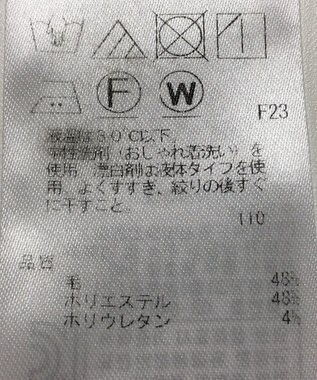 F W
F23
液温は30℃以下、
中性洗剤（おしゃれ着洗い）を
使用。漂白剤は液体タイプを使
用。よくすすぎ、絞りの後すぐ
に干すこと。
110
品名
毛 48%
ポリエステル 48%
ポリウレタン 4%